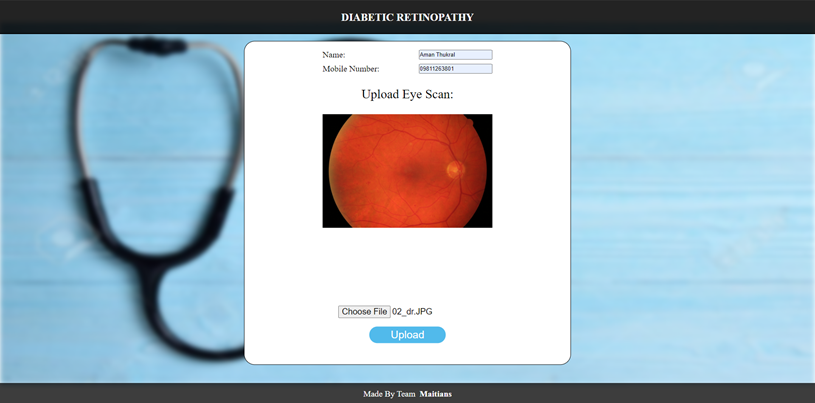 DIABETIC RETINOPATHY
Name: Aman Thukral
Mobile Number: 09811263801
Upload Eye Scan:
Choose File 02_dr.JPG
Upload
Made By Team Maitians